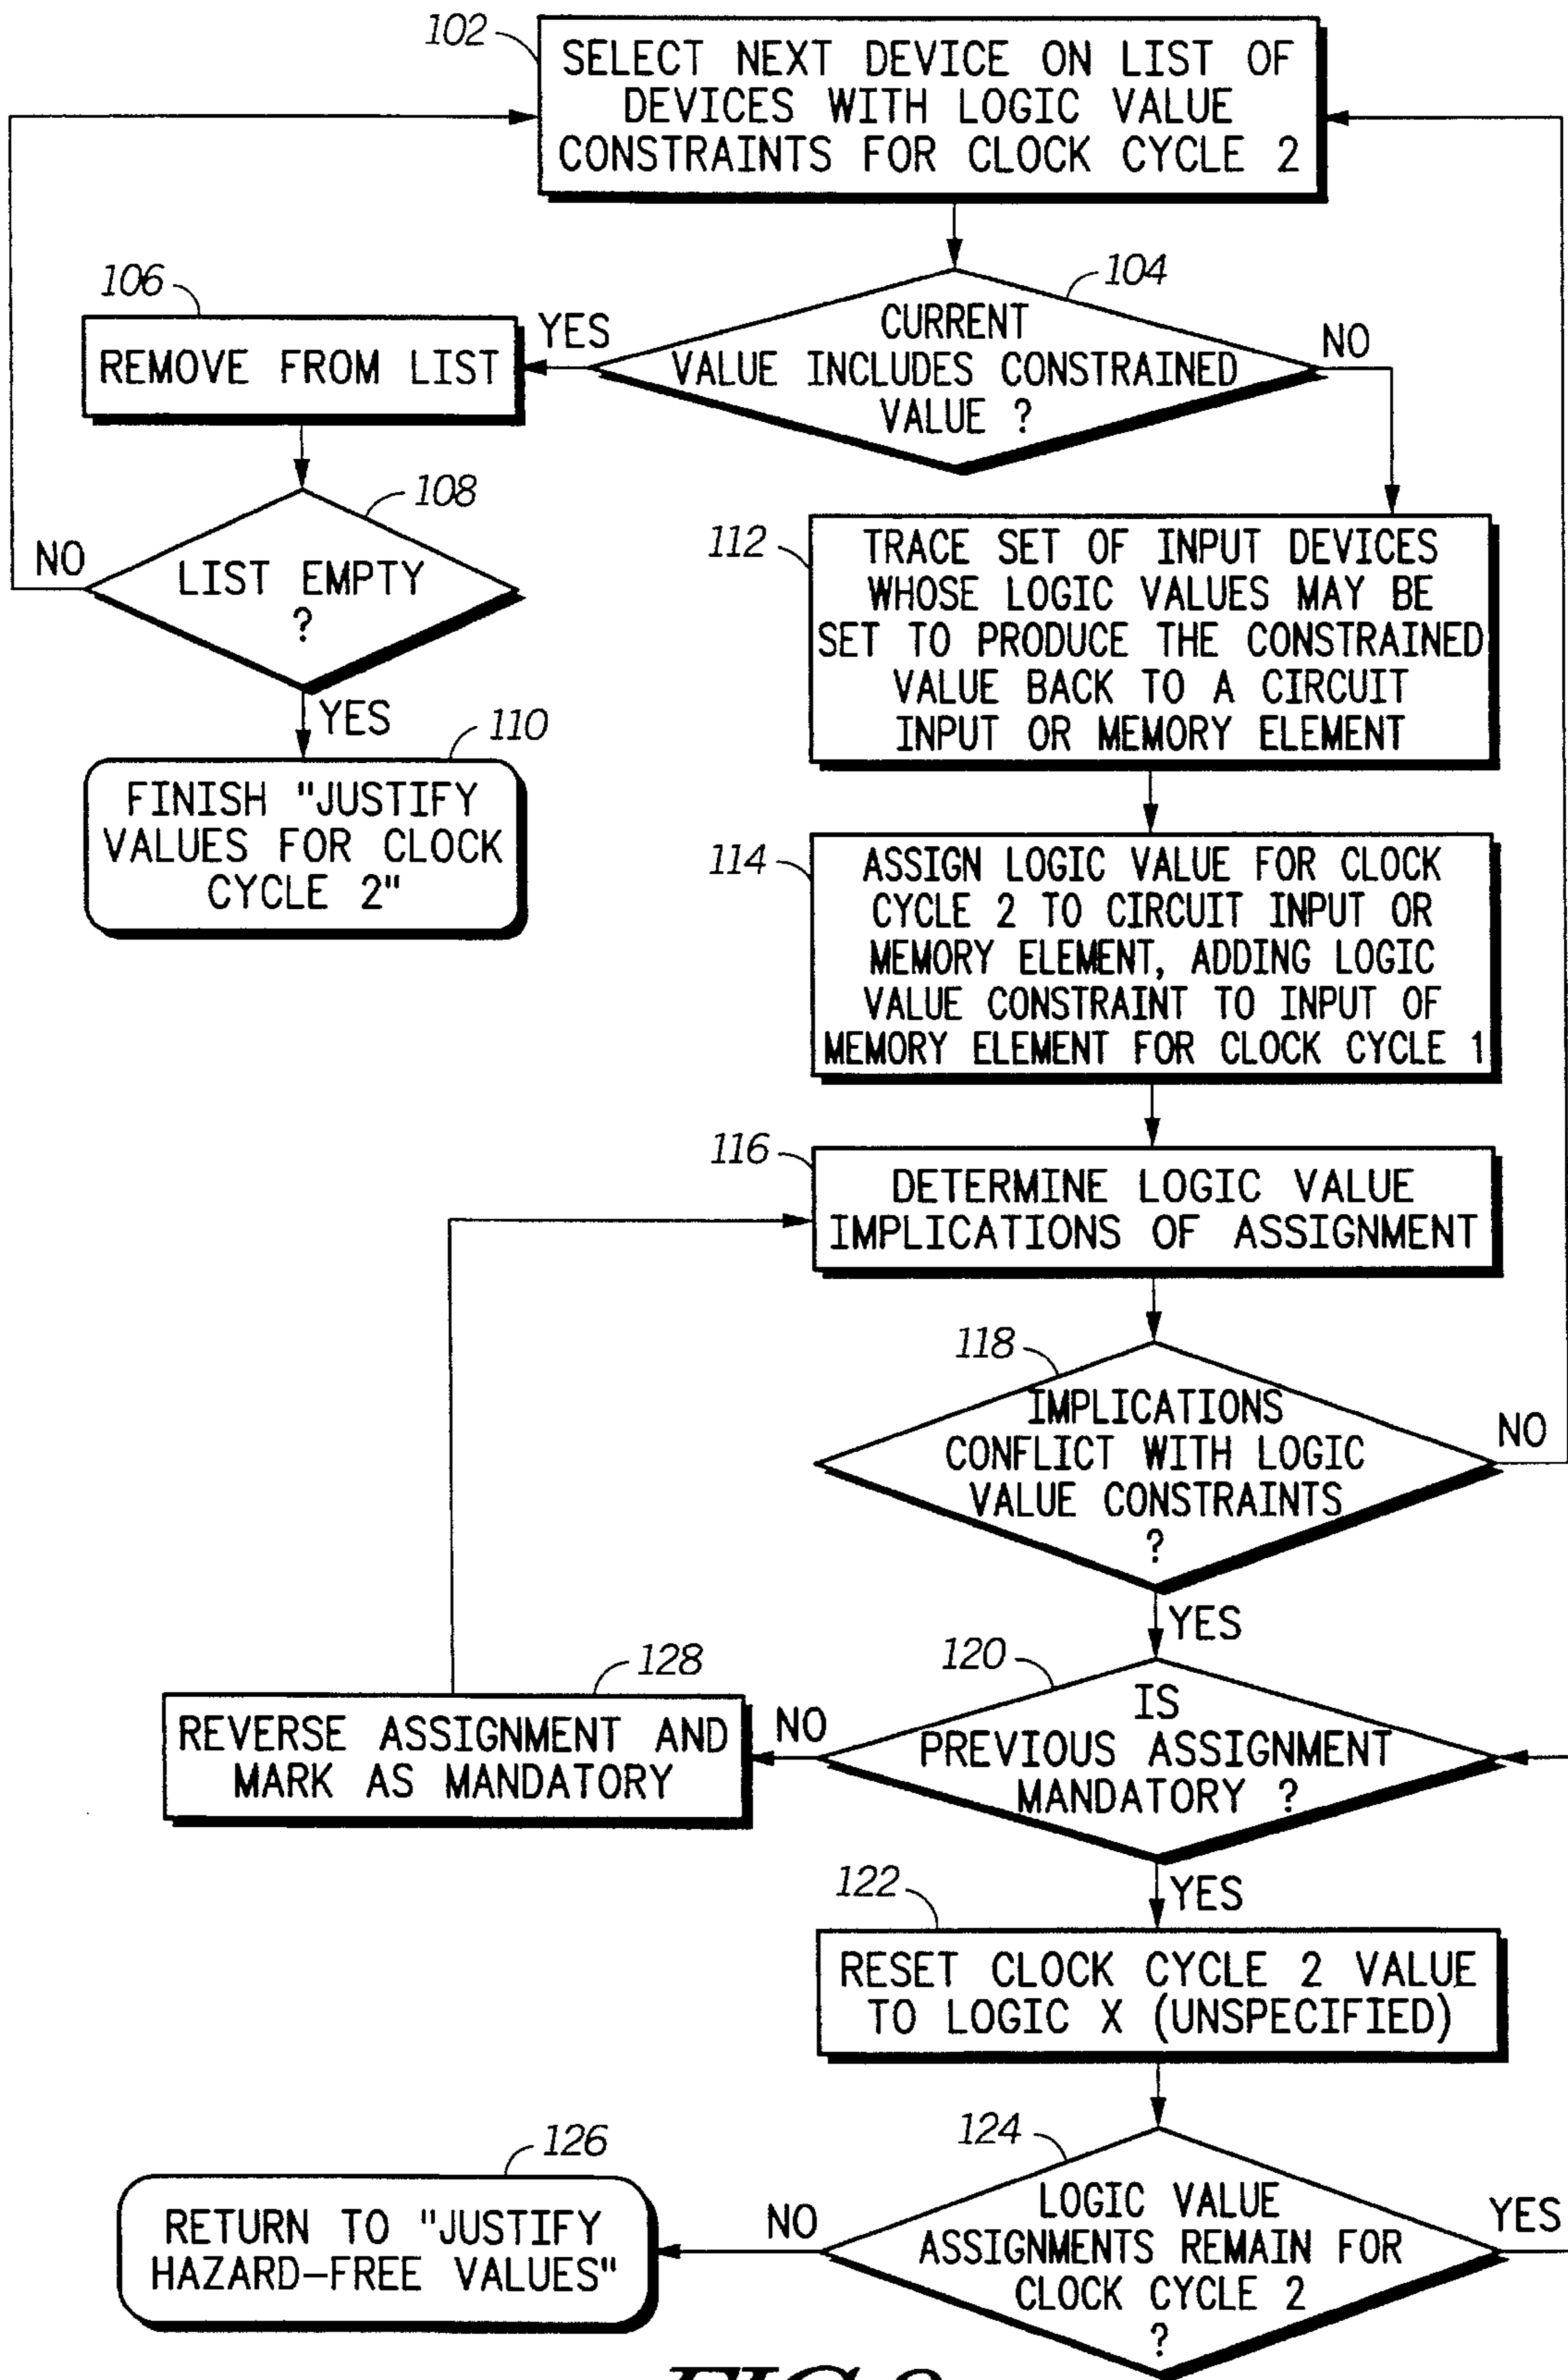 102
SELECT NEXT DEVICE ON LIST OF
DEVICES WITH LOGIC VALUE
CONSTRAINTS FOR CLOCK CYCLE 2
104
CURRENT
VALUE INCLUDES CONSTRAINED
VALUE ?
YES
NO
106
REMOVE FROM LIST
108
LIST EMPTY
?
NO
YES
110
FINISH "JUSTIFY
VALUES FOR CLOCK
CYCLE 2"
112
TRACE SET OF INPUT DEVICES
WHOSE LOGIC VALUES MAY BE
SET TO PRODUCE THE CONSTRAINED
VALUE BACK TO A CIRCUIT
INPUT OR MEMORY ELEMENT
114
ASSIGN LOGIC VALUE FOR CLOCK
CYCLE 2 TO CIRCUIT INPUT OR
MEMORY ELEMENT, ADDING LOGIC
VALUE CONSTRAINT TO INPUT OF
MEMORY ELEMENT FOR CLOCK CYCLE 1
116
DETERMINE LOGIC VALUE
IMPLICATIONS OF ASSIGNMENT
118
IMPLICATIONS
CONFLICT WITH LOGIC
VALUE CONSTRAINTS
?
NO
YES
120
IS
PREVIOUS ASSIGNMENT
MANDATORY ?
NO
YES
128
REVERSE ASSIGNMENT AND
MARK AS MANDATORY
122
RESET CLOCK CYCLE 2 VALUE
TO LOGIC X (UNSPECIFIED)
124
LOGIC VALUE
ASSIGNMENTS REMAIN FOR
CLOCK CYCLE 2
?
NO
YES
126
RETURN TO "JUSTIFY
HAZARD-FREE VALUES"